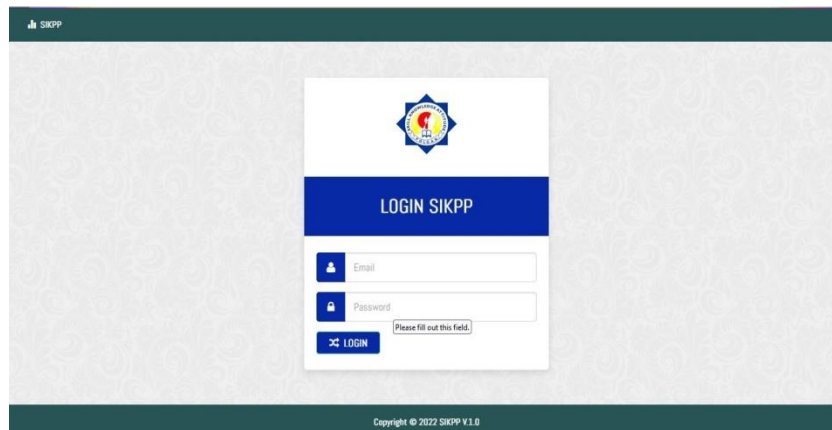 SIKPP
LOGIN SIKPP
Email
Password
Please fill out this field.
LOGIN
Copyright © 2022 SIKPP V.1.0